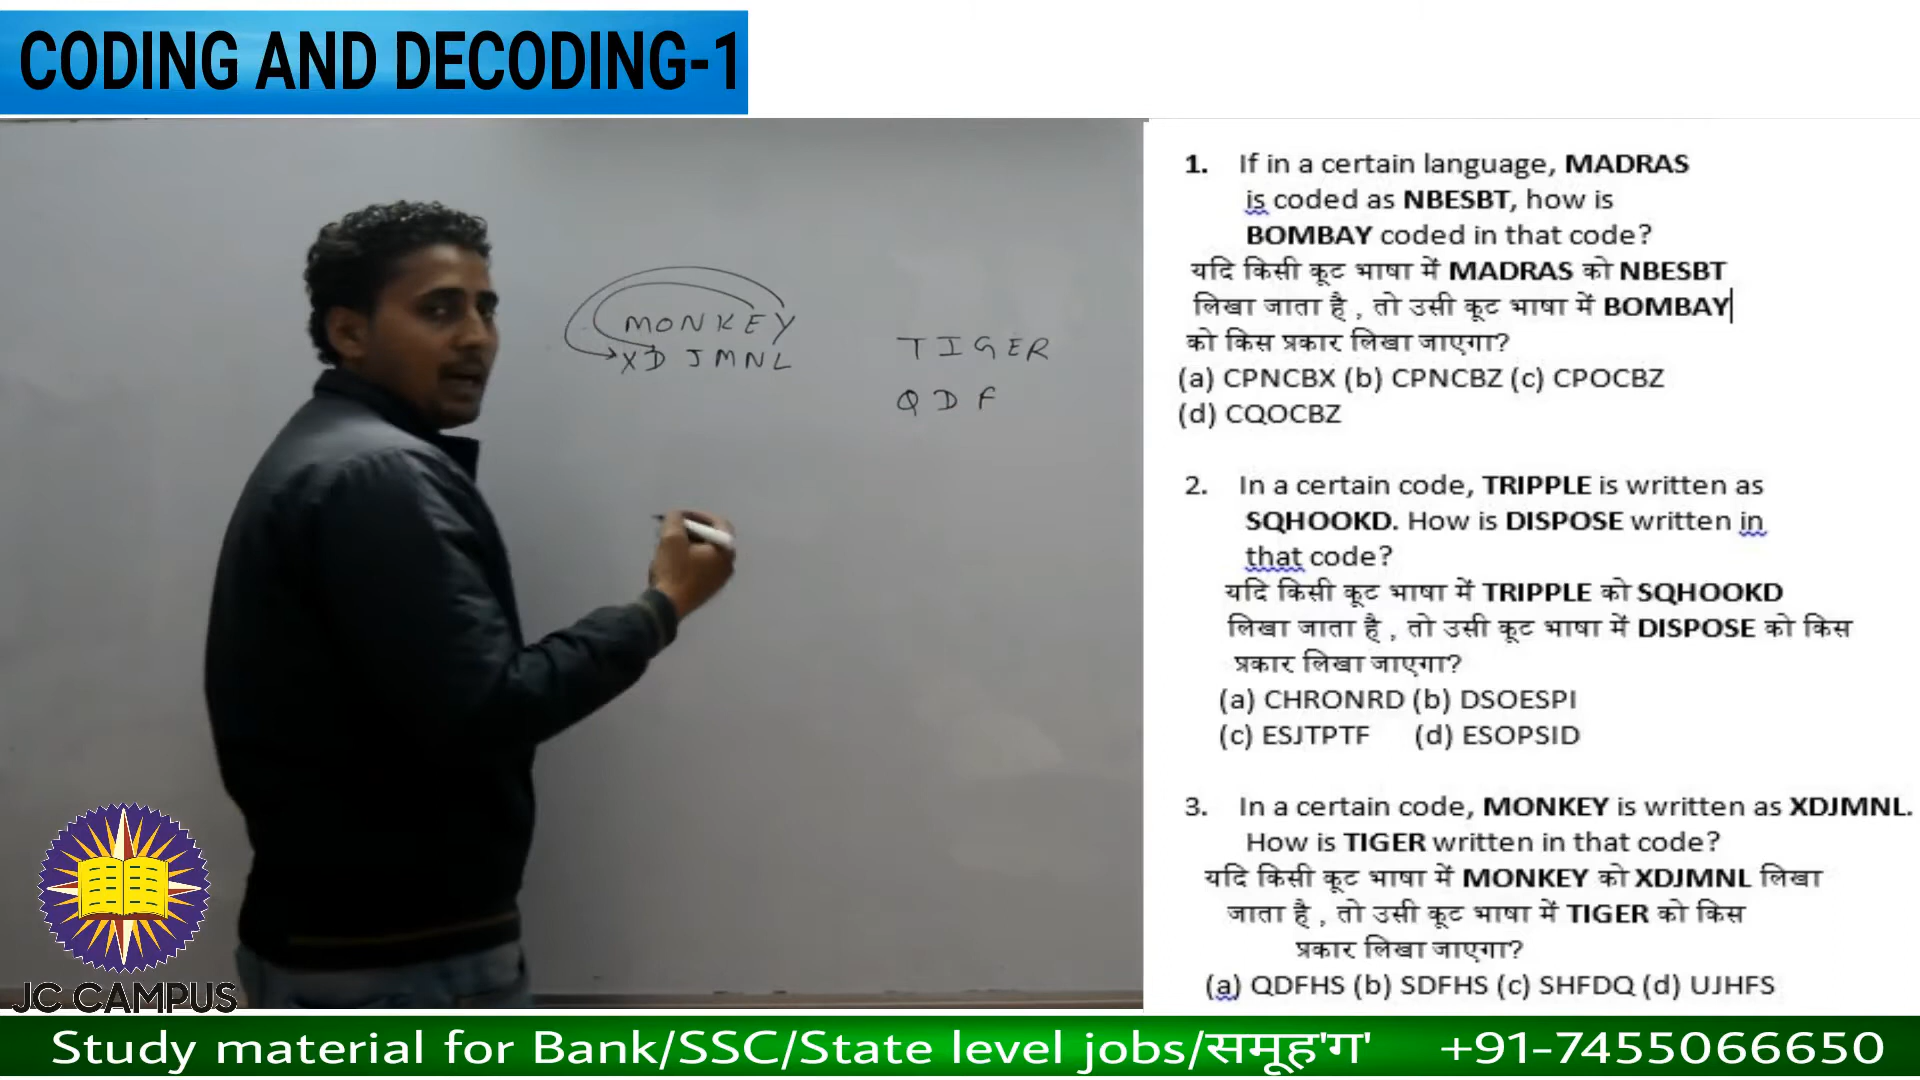 CODING AND DECODING-1
MONKEY
XDJMNL
TIGER
QDF
1. If in a certain language, MADRAS
is coded as NBESBT, how is
BOMBAY coded in that code?
यदि किसी कूट भाषा में MADRAS को NBESBT
लिखा जाता है , तो उसी कूट भाषा में BOMBAY
को किस प्रकार लिखा जाएगा?
(a) CPNCBX (b) CPNCBZ (c) CPOCBZ
(d) CQOCBZ
2. In a certain code, TRIPPLE is written as
SQHOOKD. How is DISPOSE written in
that code?
यदि किसी कूट भाषा में TRIPPLE को SQHOOKD
लिखा जाता है , तो उसी कूट भाषा में DISPOSE को किस
प्रकार लिखा जाएगा?
(a) CHRONRD (b) DSOESPI
(c) ESJTPTF (d) ESOPSID
3. In a certain code, MONKEY is written as XDJMNL.
How is TIGER written in that code?
यदि किसी कूट भाषा में MONKEY को XDJMNL लिखा
जाता है , तो उसी कूट भाषा में TIGER को किस
प्रकार लिखा जाएगा?
(a) QDFHS (b) SDFHS (c) SHFDQ (d) UJHFS
JC CAMPUS
Study material for Bank/SSC/State level jobs/समूह'ग' +91-7455066650